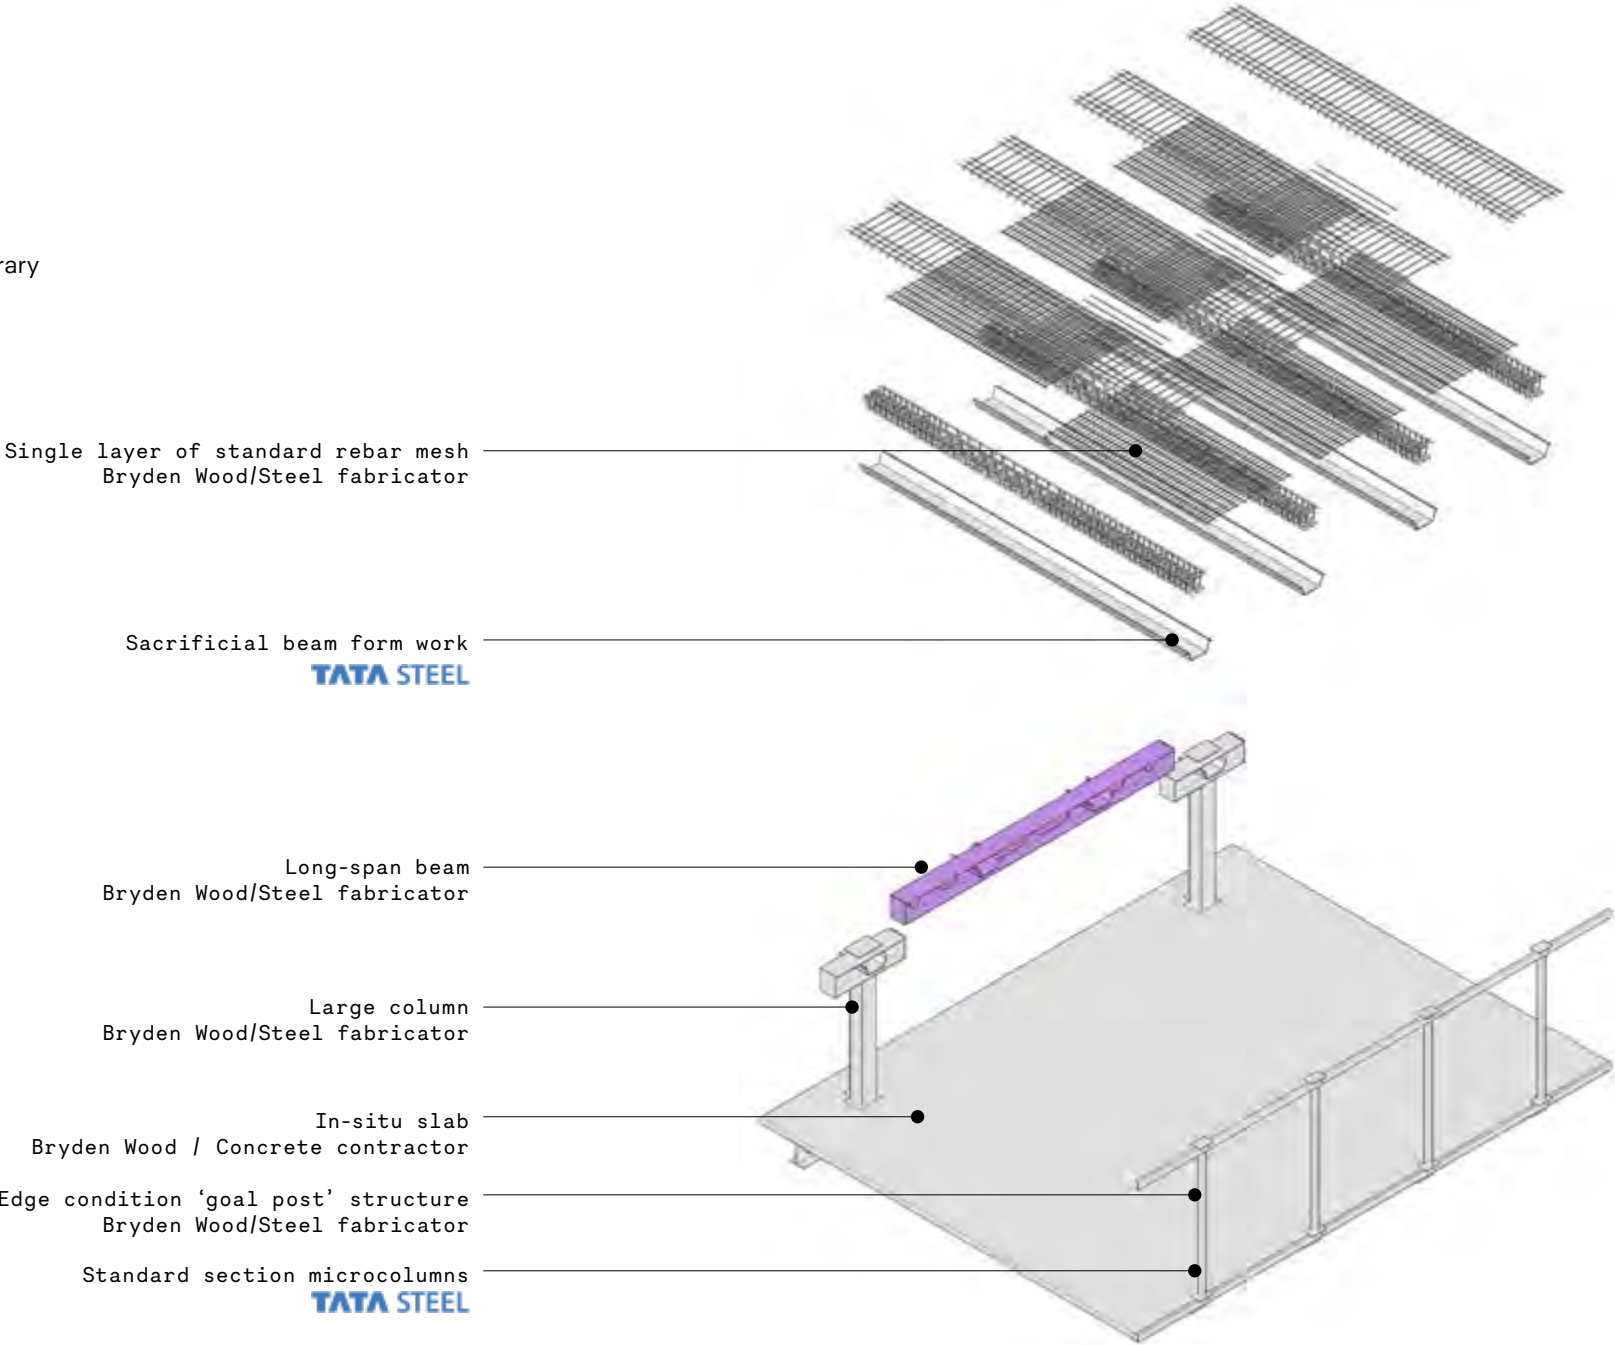 rary
Single layer of standard rebar mesh
Bryden Wood/Steel fabricator
Sacrificial beam form work
TATA STEEL
Long-span beam
Bryden Wood/Steel fabricator
Large column
Bryden Wood/Steel fabricator
In-situ slab
Bryden Wood / Concrete contractor
Edge condition ‘goal post’ structure
Bryden Wood/Steel fabricator
Standard section microcolumns
TATA STEEL